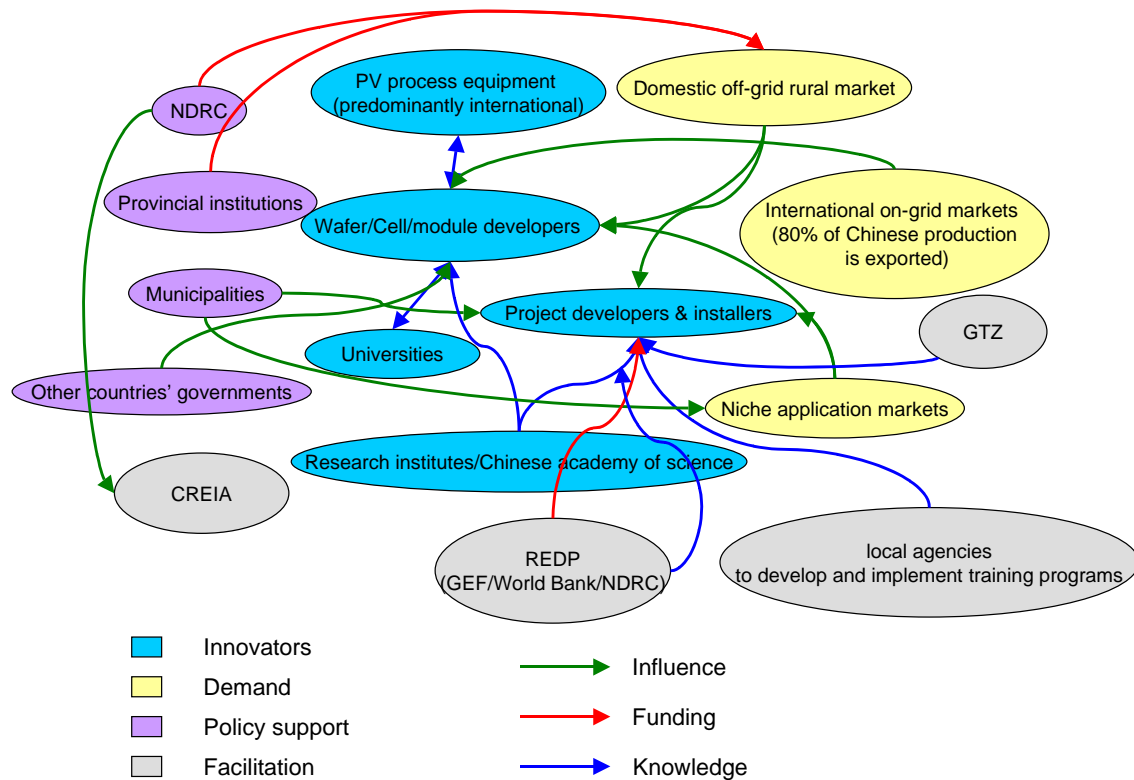 PV process equipment
(predominantly international)
Domestic off-grid rural market
NDRC
Provincial institutions
Wafer/Cell/module developers
International on-grid markets
(80% of Chinese production
is exported)
Municipalities
Project developers & installers
GTZ
Universities
Other countries’ governments
Niche application markets
Research institutes/Chinese academy of science
CREIA
REDP
(GEF/World Bank/NDRC)
local agencies
to develop and implement training programs
Innovators
Demand
Policy support
Facilitation
Influence
Funding
Knowledge